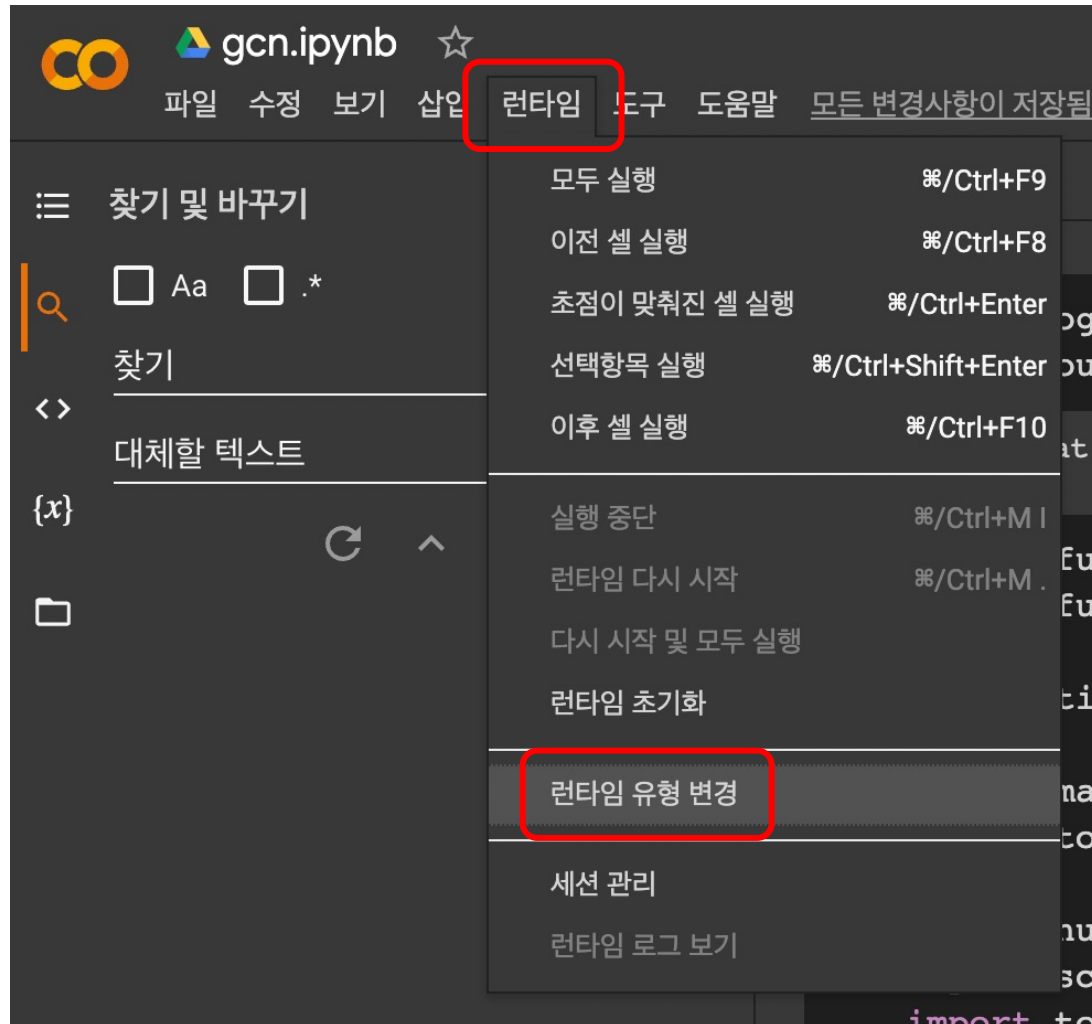 gcn.ipynb
파일 수정 보기 삽입 런타임 도구 도움말 모든 변경사항이 저장됨
찾기 및 바꾸기
Aa .*
찾기
대체할 텍스트
{x}
모두 실행 ⌘/Ctrl+F9
이전 셀 실행 ⌘/Ctrl+F8
초점이 맞춰진 셀 실행 ⌘/Ctrl+Enter
선택항목 실행 ⌘/Ctrl+Shift+Enter
이후 셀 실행 ⌘/Ctrl+F10
실행 중단 ⌘/Ctrl+M I
런타임 다시 시작 ⌘/Ctrl+M .
다시 시작 및 모두 실행
런타임 초기화
런타임 유형 변경
세션 관리
런타임 로그 보기
import